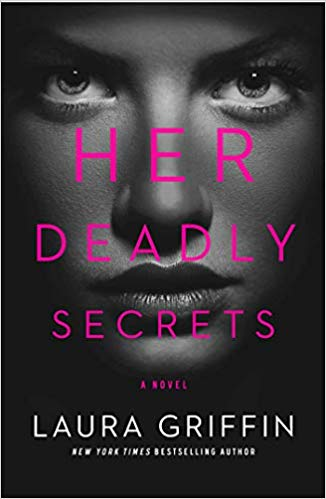 HER
DEADLY
SECRETS
A NOVEL
LAURA GRIFFIN
NEW YORK TIMES BESTSELLING AUTHOR